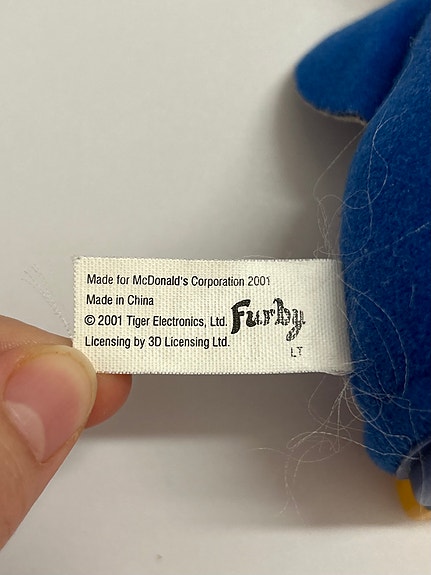 Made for McDonald's Corporation 2001
Made in China
© 2001 Tiger Electronics, Ltd.
Licensing by 3D Licensing Ltd.
Furby
LT